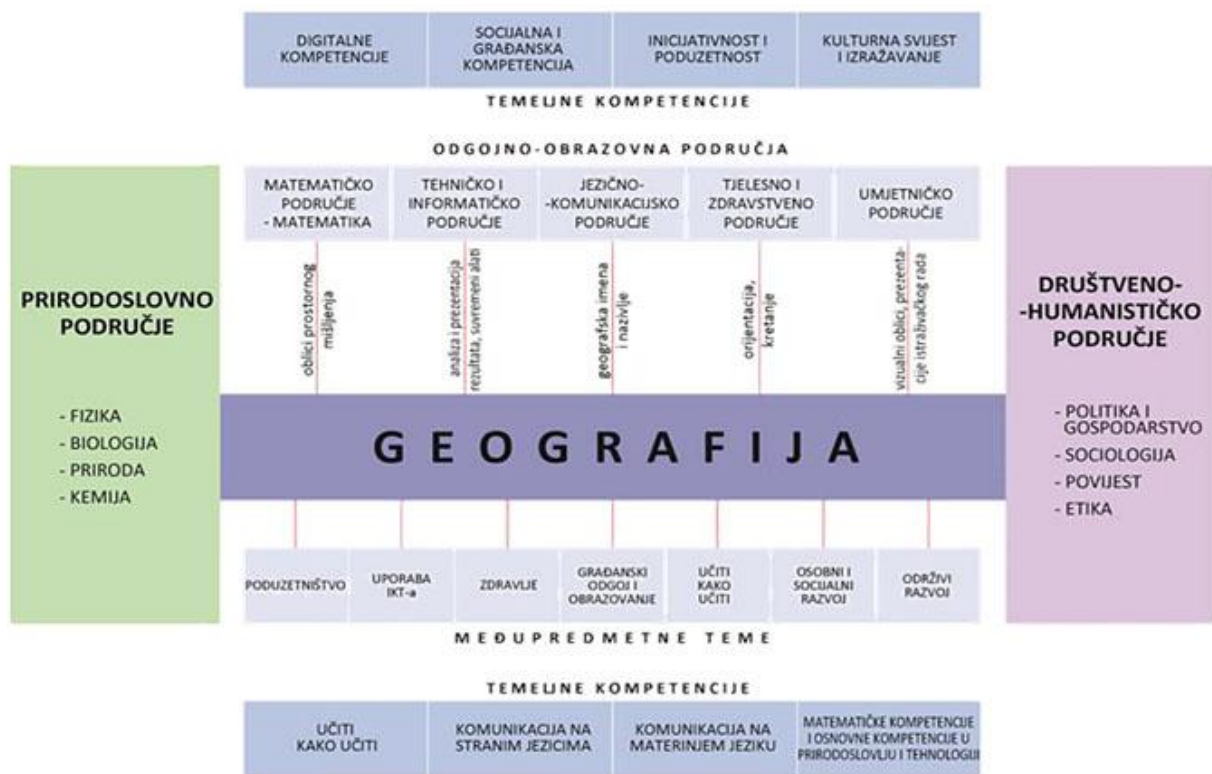 DIGITALNE
KOMPETENCIJE
SOCIJALNA I
GRAĐANSKA
KOMPETENCIJA
INICIJATIVNOST I
PODUZETNOST
KULTURNA SVIJEST
I IZRAŽAVANJE
TEMELJNE KOMPETENCIJE
ODGOJNO-OBRAZOVNA PODRUČJA
MATEMATIČKO
PODRUČJE
- MATEMATIKA
TEHNIČKO I
INFORMATIČKO
PODRUČJE
JEZIČNO-
-KOMUNIKACIJSKO
PODRUČJE
TJELESNO I
ZDRAVSTVENO
PODRUČJE
UMJETNIČKO
PODRUČJE
oblici prostornog
mišljenja
analiza i prezentacija
rezultata, suvremeni alati
geografska imena
i nazivlje
orijentacija,
kretanje
vizualni oblici, prezenta-
cije istraživačkog rada
PRIRODOSLOVNO
PODRUČJE
- FIZIKA
- BIOLOGIJA
- PRIRODA
- KEMIJA
GEOGRAFIJA
DRUŠTVENO-
-HUMANISTIČKO
PODRUČJE
- POLITIKA I
GOSPODARSTVO
- SOCIOLOGIJA
- POVIJEST
- ETIKA
PODUZETNIŠTVO
UPORABA
IKT-a
ZDRAVLJE
GRAĐANSKI
ODGOJ I
OBRAZOVANJE
UČITI
KAKO
UČITI
OSOBNI I
SOCIJALNI
RAZVOJ
ODRŽIVI
RAZVOJ
MEĐUPREDMETNE TEME
TEMELJNE KOMPETENCIJE
UČITI
KAKO UČITI
KOMUNIKACIJA NA
STRANIM JEZICIMA
KOMUNIKACIJA NA
MATERINJEM JEZIKU
MATEMATIČKE KOMPETENCIJE
I OSNOVNE KOMPETENCIJE U
PRIRODOSLOVLJU I TEHNOLOGIJI